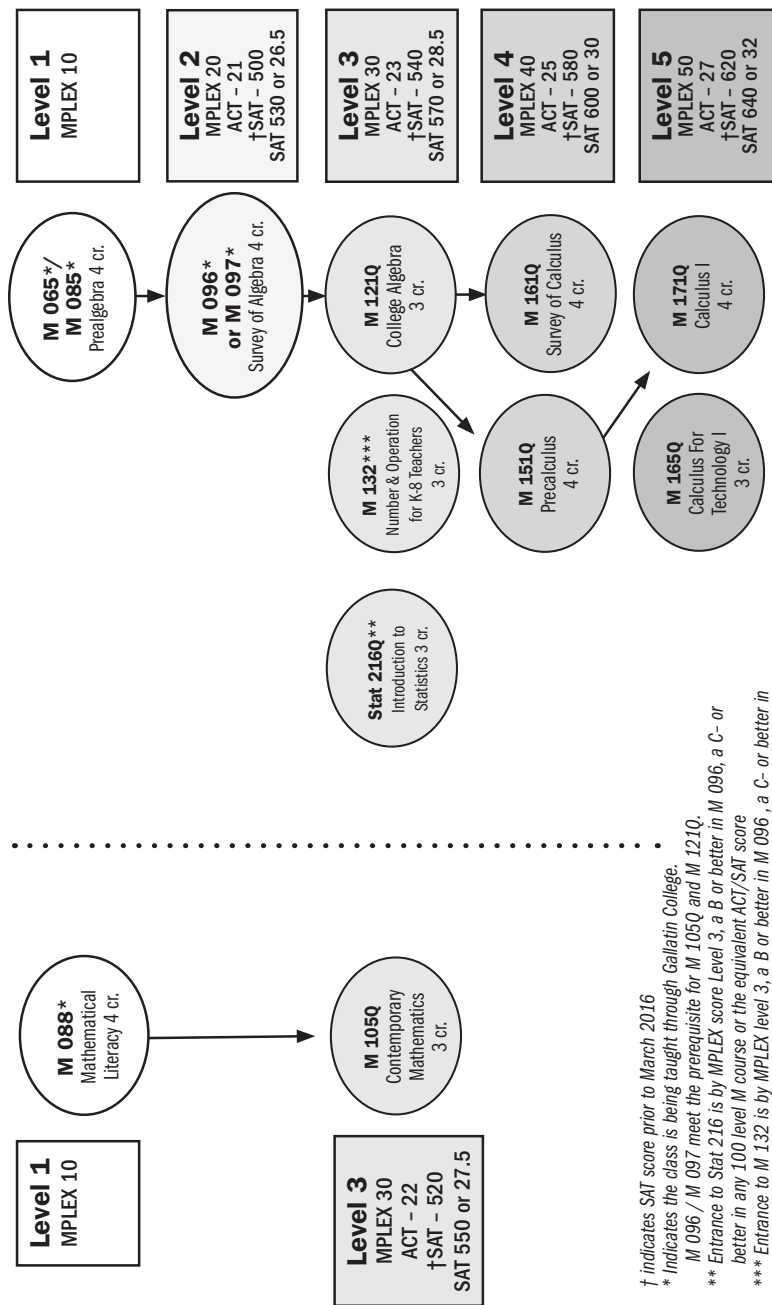 Level 1
MPLEX 10
M 088*
Mathematical
Literacy 4 cr.
Level 3
MPLEX 30
ACT – 22
†SAT – 520
SAT 550 or 27.5
M 105Q
Contemporary
Mathematics
3 cr.
M 065*/
M 085*
Prealgebra 4 cr.
Level 1
MPLEX 10
M 096*
or M 097*
Survey of Algebra 4 cr.
Level 2
MPLEX 20
ACT – 21
†SAT – 500
SAT 530 or 26.5
Stat 216Q**
Introduction to
Statistics 3 cr.
M 132***
Number & Operation
for K-8 Teachers
3 cr.
M 121Q
College Algebra
3 cr.
Level 3
MPLEX 30
ACT – 23
†SAT – 540
SAT 570 or 28.5
M 151Q
Precalculus
4 cr.
M 161Q
Survey of Calculus
4 cr.
Level 4
MPLEX 40
ACT – 25
†SAT – 580
SAT 600 or 30
M 165Q
Calculus For
Technology I
3 cr.
M 171Q
Calculus I
4 cr.
Level 5
MPLEX 50
ACT – 27
†SAT – 620
SAT 640 or 32
† indicates SAT score prior to March 2016
* Indicates the class is being taught through Gallatin College.
M 096 / M 097 meet the prerequisite for M 105Q and M 121Q.
** Entrance to Stat 216 is by MPLEX score Level 3, a B or better in M 096, a C- or
better in any 100 level M course or the equivalent ACT/SAT score
*** Entrance to M 132 is by MPLEX level 3, a B or better in M 096 , a C- or better in